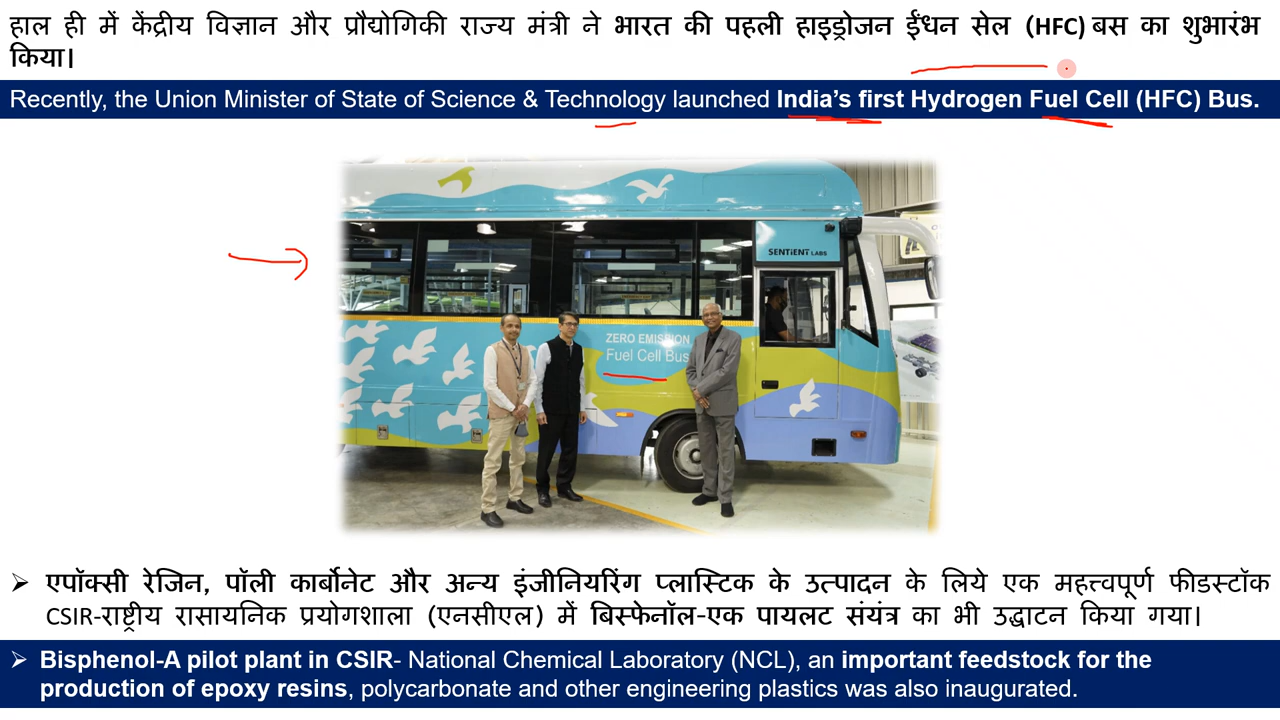 हाल ही में केंद्रीय विज्ञान और प्रौद्योगिकी राज्य मंत्री ने भारत की पहली हाइड्रोजन ईंधन सेल (HFC) बस का शुभारंभ
किया।
Recently, the Union Minister of State of Science & Technology launched India's first Hydrogen Fuel Cell (HFC) Bus.
SENTIENT LABS
ZERO EMISSION
Fuel Cell Bus
➢ एपॉक्सी रेजिन, पॉली कार्बोनेट और अन्य इंजीनियरिंग प्लास्टिक के उत्पादन के लिये एक महत्त्वपूर्ण फीडस्टॉक
CSIR-राष्ट्रीय रासायनिक प्रयोगशाला (एनसीएल) में बिस्फेनॉल-एक पायलट संयंत्र का भी उद्घाटन किया गया।
➢ Bisphenol-A pilot plant in CSIR- National Chemical Laboratory (NCL), an important feedstock for the
production of epoxy resins, polycarbonate and other engineering plastics was also inaugurated.